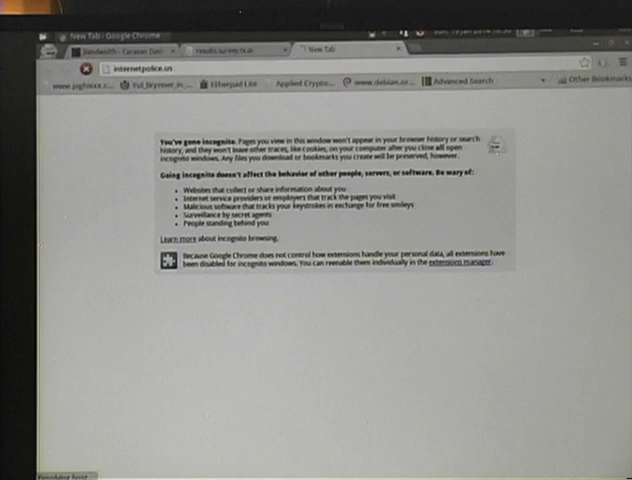 New Tab - Google Chrome
Sun, 19 Jan 2014
Bandwidth - Caravan Dat
results-survey
New Tab
internetpolice.us
Yul_Brynner_in_
Etherpad Lite
Applied Crypto...
www.debian.or...
Advanced Search
Other Bookmarks
You've gone incognito. Pages you view in this window won't appear in your browser history or search
history, and they won't leave other traces, like cookies, on your computer after you close all open
incognito windows. Any files you download or bookmarks you create will be preserved, however.
Going incognito doesn't affect the behavior of other people, servers, or software. Be wary of:
• Websites that collect or share information about you
• Internet service providers or employers that track the pages you visit
• Malicious software that tracks your keystrokes in exchange for free smileys
• Surveillance by secret agents
• People standing behind you
Learn more about incognito browsing.
Because Google Chrome does not control how extensions handle your personal data, all extensions have
been disabled for incognito windows. You can reenable them individually in the extensions manager.
Resolving host...